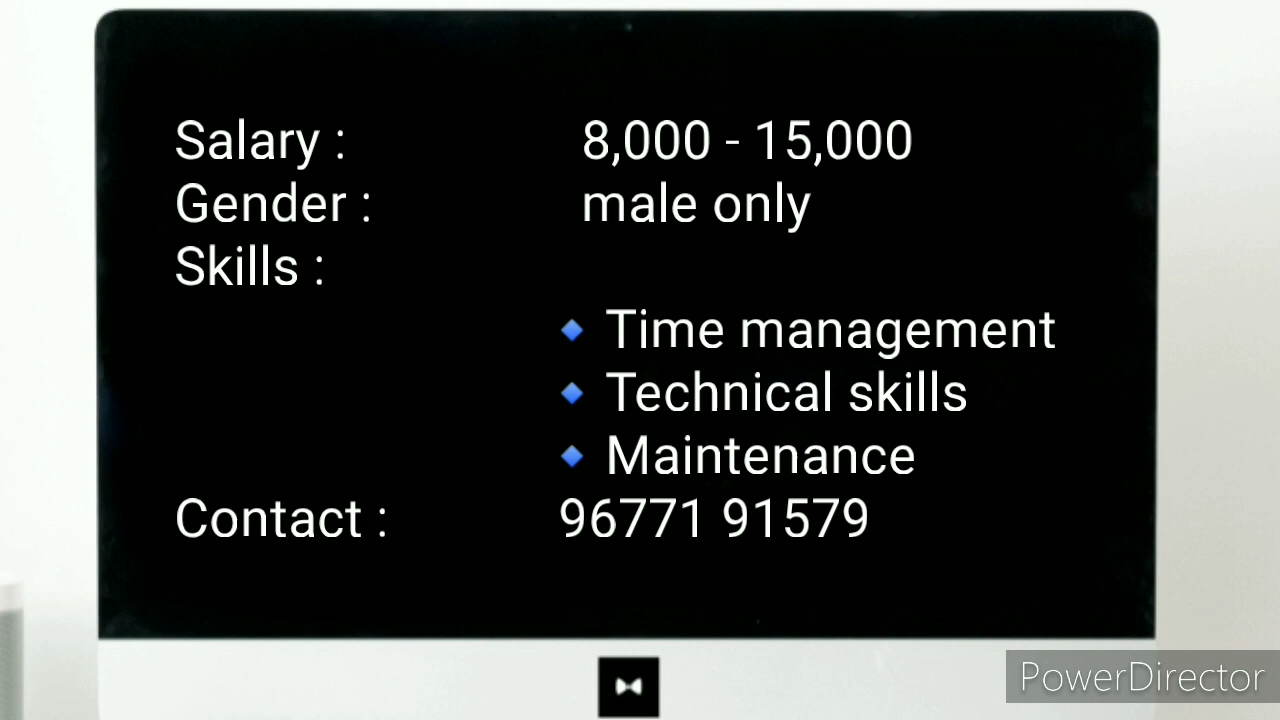 Salary : 8,000 - 15,000
Gender : male only
Skills :
🔹 Time management
🔹 Technical skills
🔹 Maintenance
Contact : 96771 91579
PowerDirector